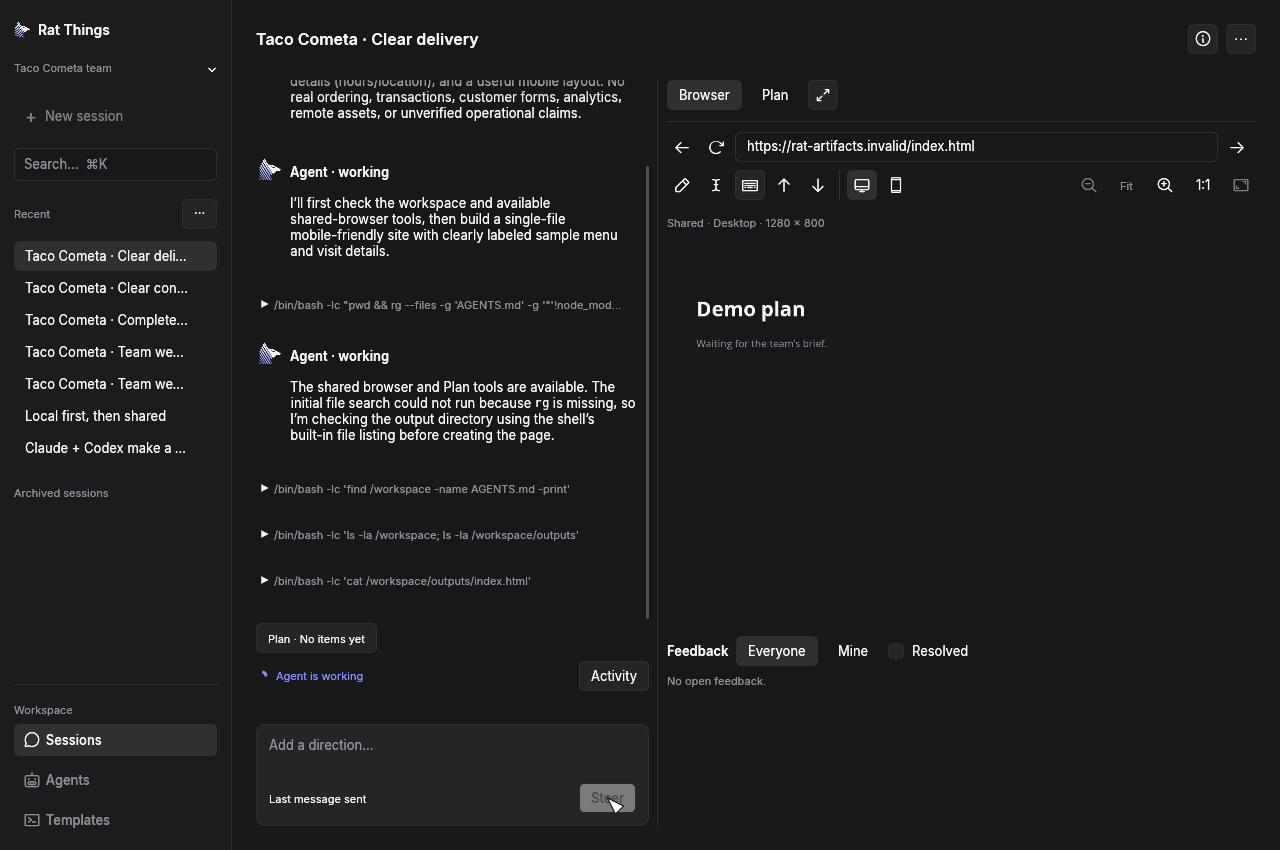 Rat Things
Taco Cometa team
New session
Search... ⌘K
Recent
Taco Cometa · Clear deli...
Taco Cometa · Clear con...
Taco Cometa · Complete...
Taco Cometa · Team we...
Taco Cometa · Team we...
Local first, then shared
Claude + Codex make a ...
Archived sessions
Workspace
Sessions
Agents
Templates
Taco Cometa · Clear delivery
details (hours/location), and a useful mobile layout. No
real ordering, transactions, customer forms, analytics,
remote assets, or unverified operational claims.
Agent · working
I'll first check the workspace and available
shared-browser tools, then build a single-file
mobile-friendly site with clearly labeled sample menu
and visit details.
/bin/bash -lc "pwd && rg --files -g 'AGENTS.md' -g '"'!node_mod...
Agent · working
The shared browser and Plan tools are available. The
initial file search could not run because rg is missing, so
I'm checking the output directory using the shell's
built-in file listing before creating the page.
/bin/bash -lc 'find /workspace -name AGENTS.md -print'
/bin/bash -lc 'ls -la /workspace; ls -la /workspace/outputs'
/bin/bash -lc 'cat /workspace/outputs/index.html'
Plan · No items yet
Agent is working
Activity
Add a direction...
Last message sent
Steer
Browser
Plan
https://rat-artifacts.invalid/index.html
Fit
1:1
Shared · Desktop · 1280 × 800
Demo plan
Waiting for the team's brief.
Feedback
Everyone
Mine
Resolved
No open feedback.